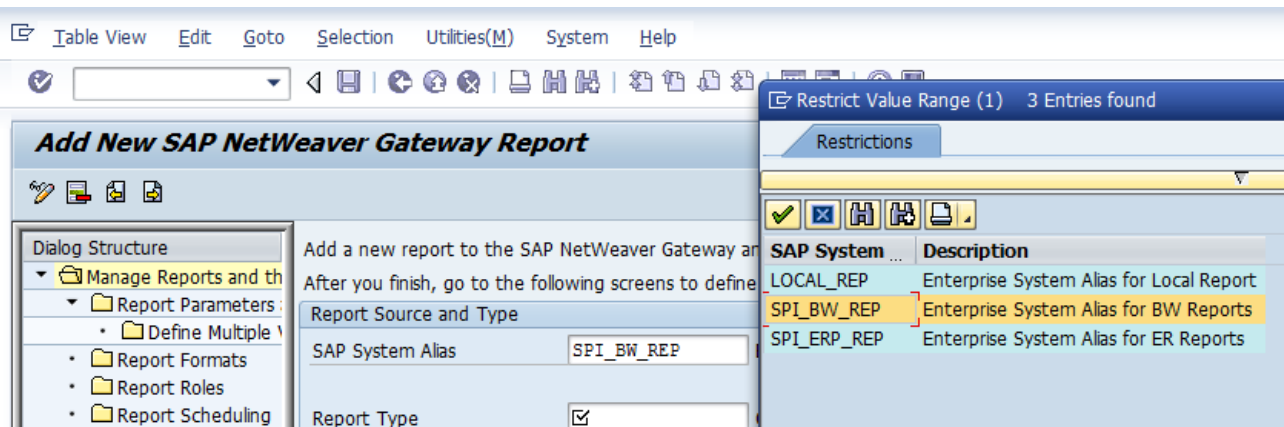 Table View Edit Goto Selection Utilities(M) System Help
Restrict Value Range (1) 3 Entries found
Restrictions
Add New SAP NetWeaver Gateway Report
Dialog Structure
Manage Reports and th
Report Parameters
Define Multiple
Report Formats
Report Roles
Report Scheduling
Add a new report to the SAP NetWeaver Gateway an
After you finish, go to the following screens to define
Report Source and Type
SAP System Alias SPI_BW_REP
Report Type
SAP System ... Description
LOCAL_REP Enterprise System Alias for Local Report
SPI_BW_REP Enterprise System Alias for BW Reports
SPI_ERP_REP Enterprise System Alias for ER Reports